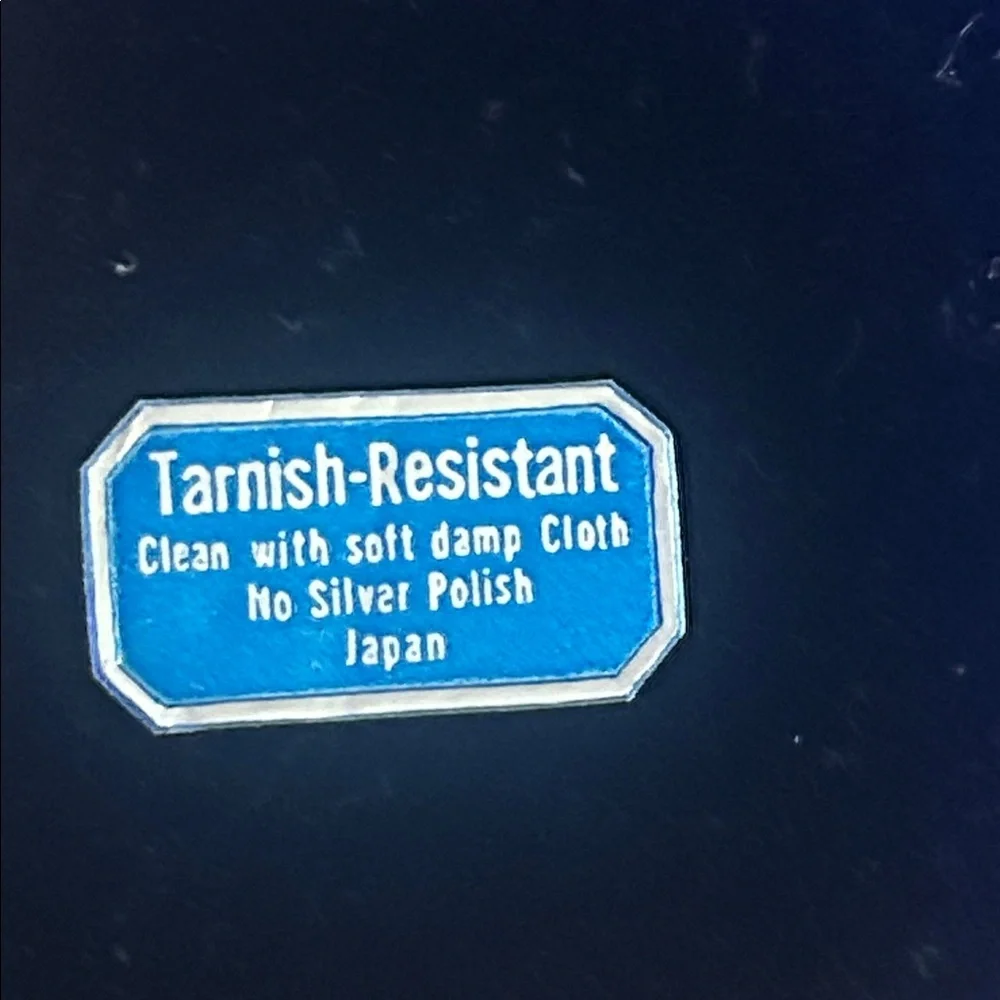 Tarnish-Resistant
Clean with soft damp Cloth
No Silver Polish
Japan